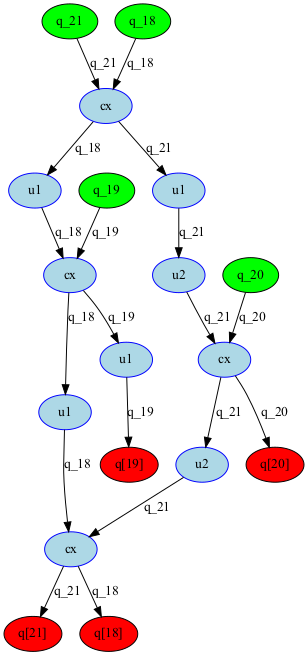 q_21 q_18
q_21 q_18
cx
q_18 q_21
u1 q_19 u1
q_18 q_19 q_21
cx u2 q_20
q_18 q_19 q_21 q_20
u1 cx
u1 q_19 q_21 q_20
q_18 q[19] u2 q[20]
q_21
cx
q_21 q_18
q[21] q[18]